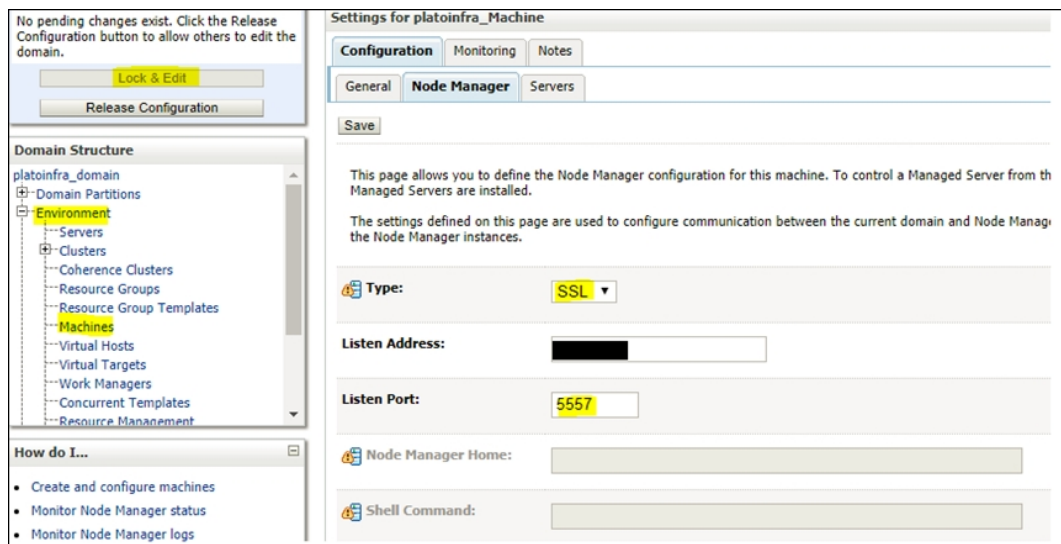 No pending changes exist. Click the Release
Configuration button to allow others to edit the
domain.
Lock & Edit
Release Configuration
Domain Structure
platoinfra_domain
Domain Partitions
Environment
Servers
Clusters
Coherence Clusters
Resource Groups
Resource Group Templates
Machines
Virtual Hosts
Virtual Targets
Work Managers
Concurrent Templates
Resource Management
How do I...
Create and configure machines
Monitor Node Manager status
Monitor Node Manager logs
Settings for platoinfra_Machine
Configuration Monitoring Notes
General Node Manager Servers
Save
This page allows you to define the Node Manager configuration for this machine. To control a Managed Server from th
Managed Servers are installed.
The settings defined on this page are used to configure communication between the current domain and Node Manage
the Node Manager instances.
Type: SSL
Listen Address:
Listen Port: 5557
Node Manager Home:
Shell Command: